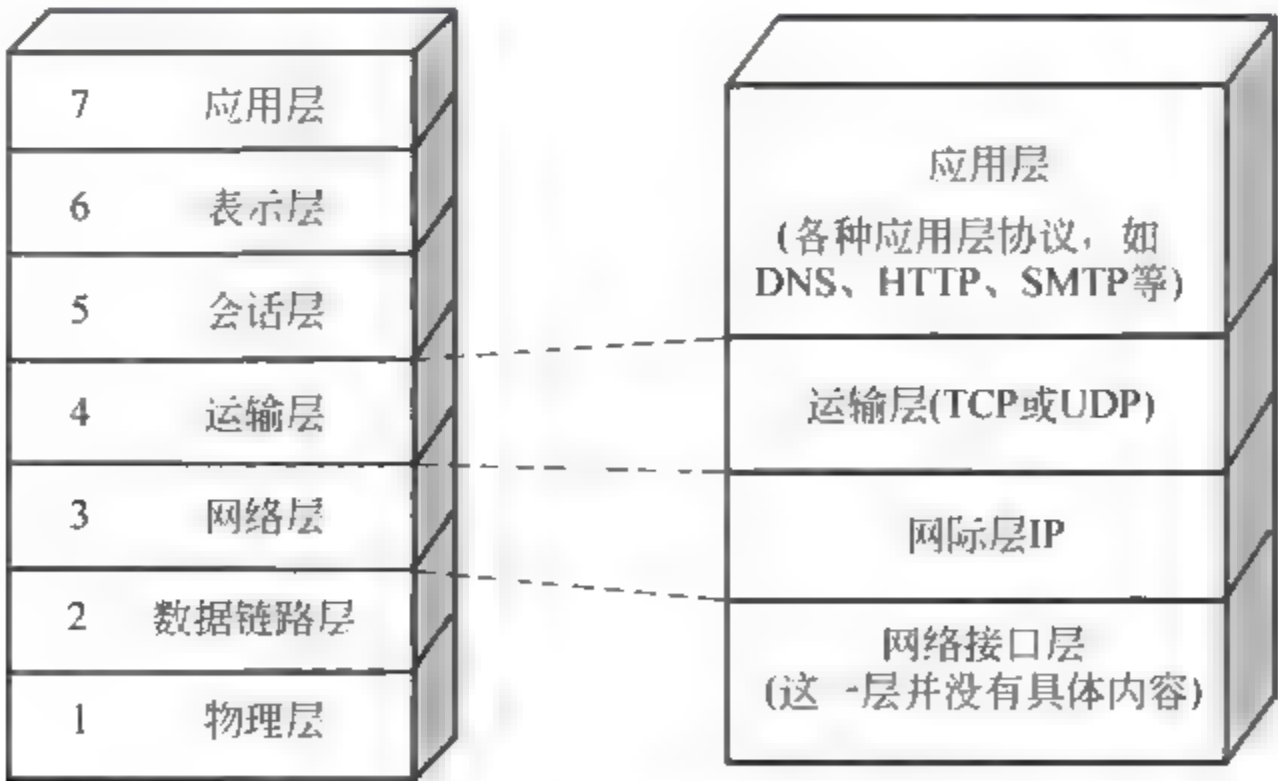 7 应用层
6 表示层
5 会话层
4 运输层
3 网络层
2 数据链路层
1 物理层
应用层
(各种应用层协议，如
DNS、HTTP、SMTP等)
运输层(TCP或UDP)
网际层IP
网络接口层
(这一层并没有具体内容)